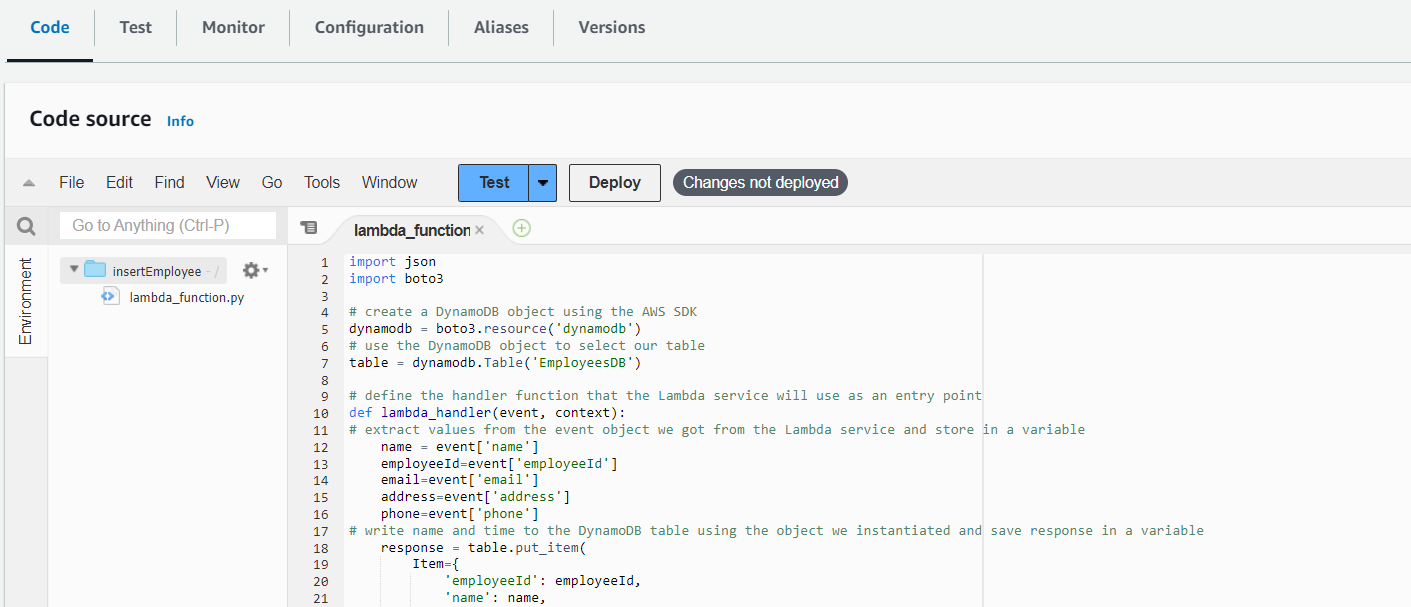 Code Test Monitor Configuration Aliases Versions
Code source Info
File Edit Find View Go Tools Window Test Deploy Changes not deployed
Go to Anything (Ctrl-P)
lambda_function
Environment
insertEmployee - /
lambda_function.py
1 import json
2 import boto3
3
4 # create a DynamoDB object using the AWS SDK
5 dynamodb = boto3.resource('dynamodb')
6 # use the DynamoDB object to select our table
7 table = dynamodb.Table('EmployeesDB')
8
9 # define the handler function that the Lambda service will use as an entry point
10 def lambda_handler(event, context):
11 # extract values from the event object we got from the Lambda service and store in a variable
12     name = event['name']
13     employeeId=event['employeeId']
14     email=event['email']
15     address=event['address']
16     phone=event['phone']
17 # write name and time to the DynamoDB table using the object we instantiated and save response in a variable
18     response = table.put_item(
19         Item={
20             'employeeId': employeeId,
21             'name': name,